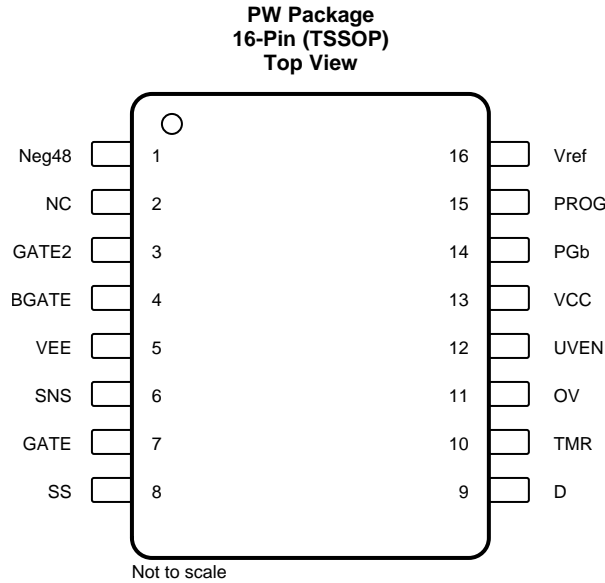 PW Package
16-Pin (TSSOP)
Top View
Neg48 1 16 Vref
NC 2 15 PROG
GATE2 3 14 PGb
BGATE 4 13 VCC
VEE 5 12 UVEN
SNS 6 11 OV
GATE 7 10 TMR
SS 8 9 D
Not to scale